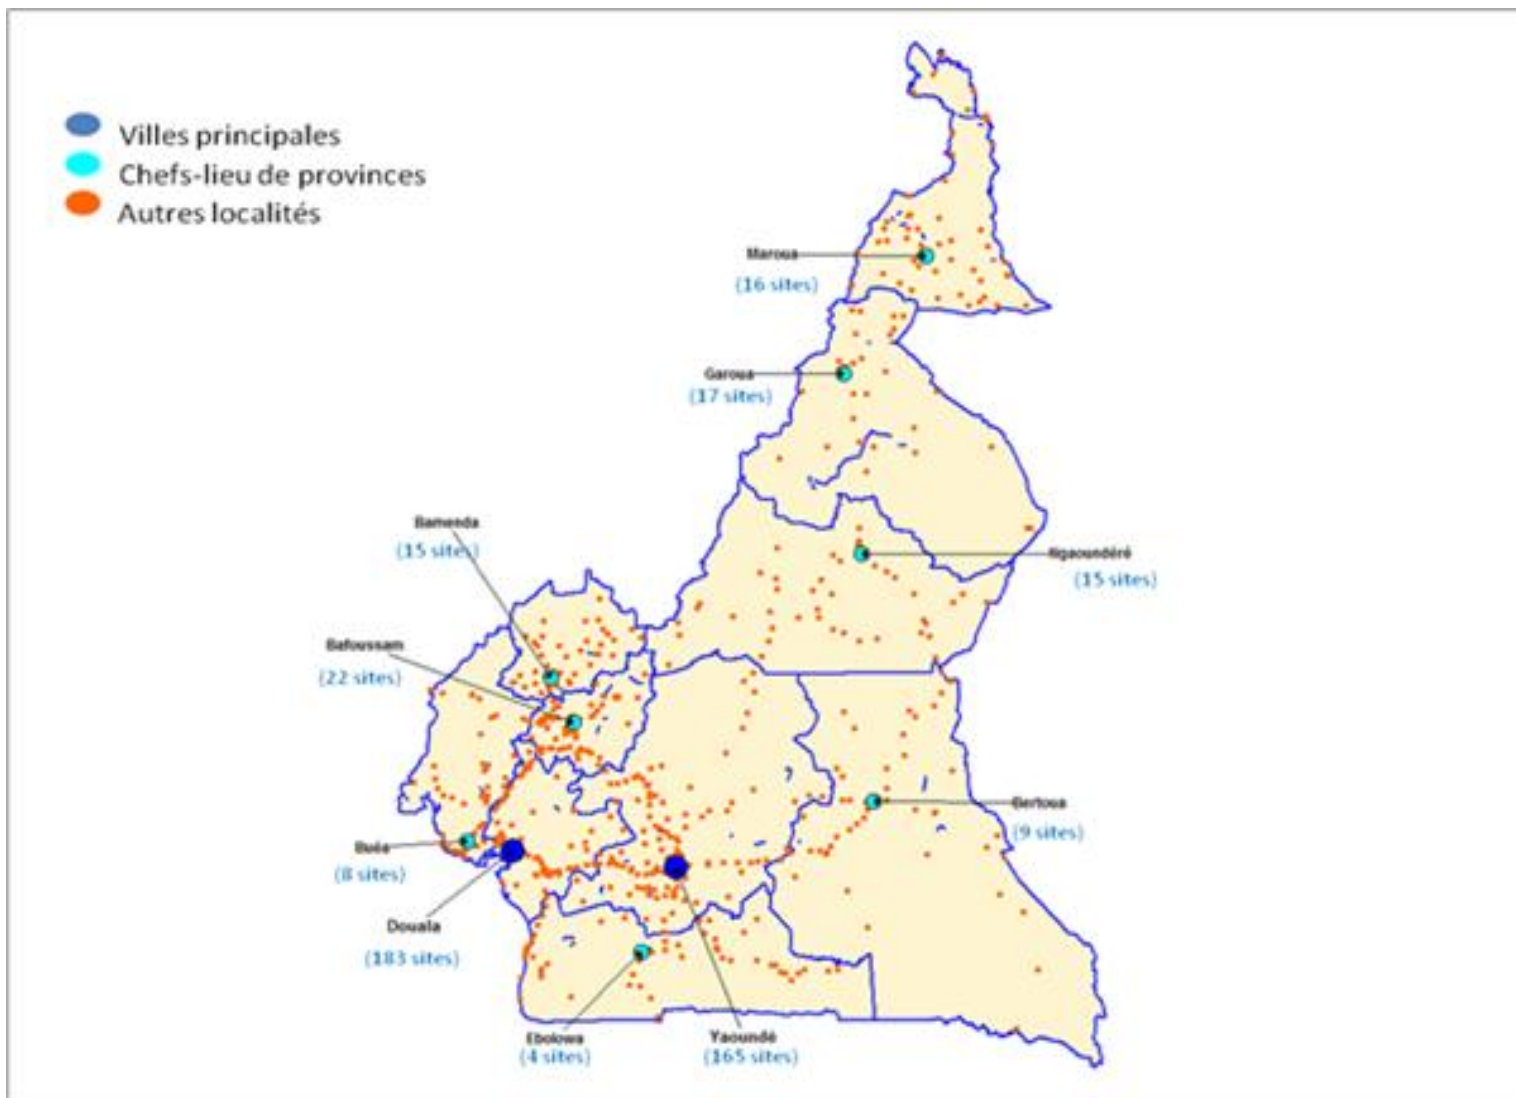 Villes principales
Chefs-lieu de provinces
Autres localités
Maroua
(16 sites)
Garoua
(17 sites)
Bamenda
(15 sites)
Ngaoundéré
(15 sites)
Bafoussam
(22 sites)
Bertoua
(9 sites)
Buéa
(8 sites)
Douala
(183 sites)
Ebolowa
(4 sites)
Yaoundé
(165 sites)